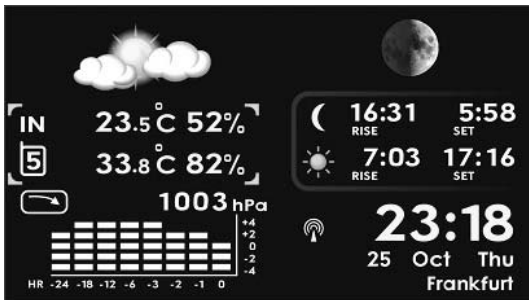 IN 23.5°C 52%
5 33.8°C 82%
1003 hPa
+4
+2
0
-2
-4
HR -24 -18 -12 -6 -3 -2 -1 0
16:31 5:58
RISE SET
7:03 17:16
RISE SET
23:18
25 Oct Thu
Frankfurt